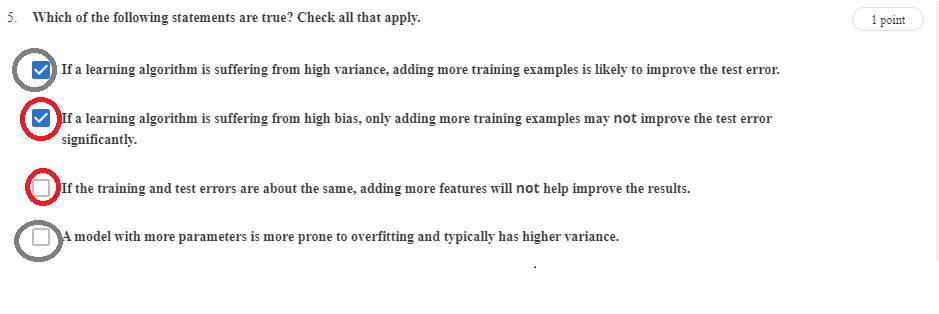 5. Which of the following statements are true? Check all that apply.
1 point
If a learning algorithm is suffering from high variance, adding more training examples is likely to improve the test error.
If a learning algorithm is suffering from high bias, only adding more training examples may not improve the test error
significantly.
If the training and test errors are about the same, adding more features will not help improve the results.
A model with more parameters is more prone to overfitting and typically has higher variance.